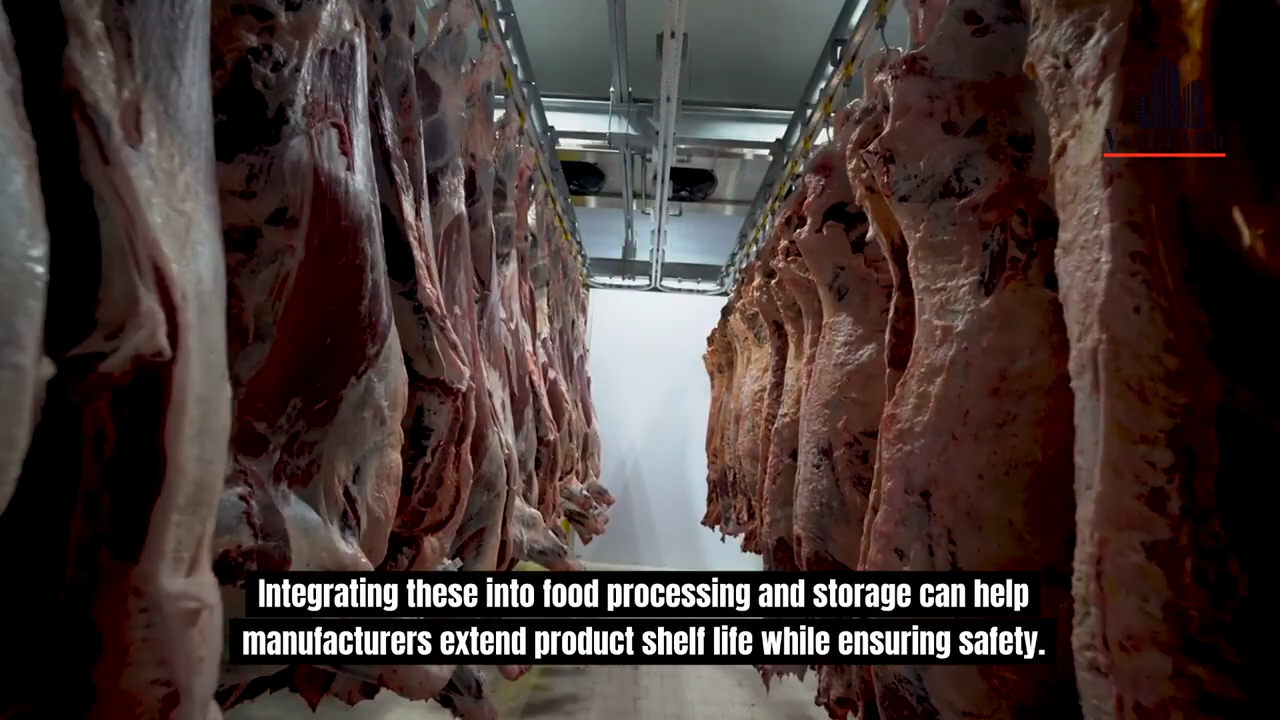 Integrating these into food processing and storage can help
manufacturers extend product shelf life while ensuring safety.